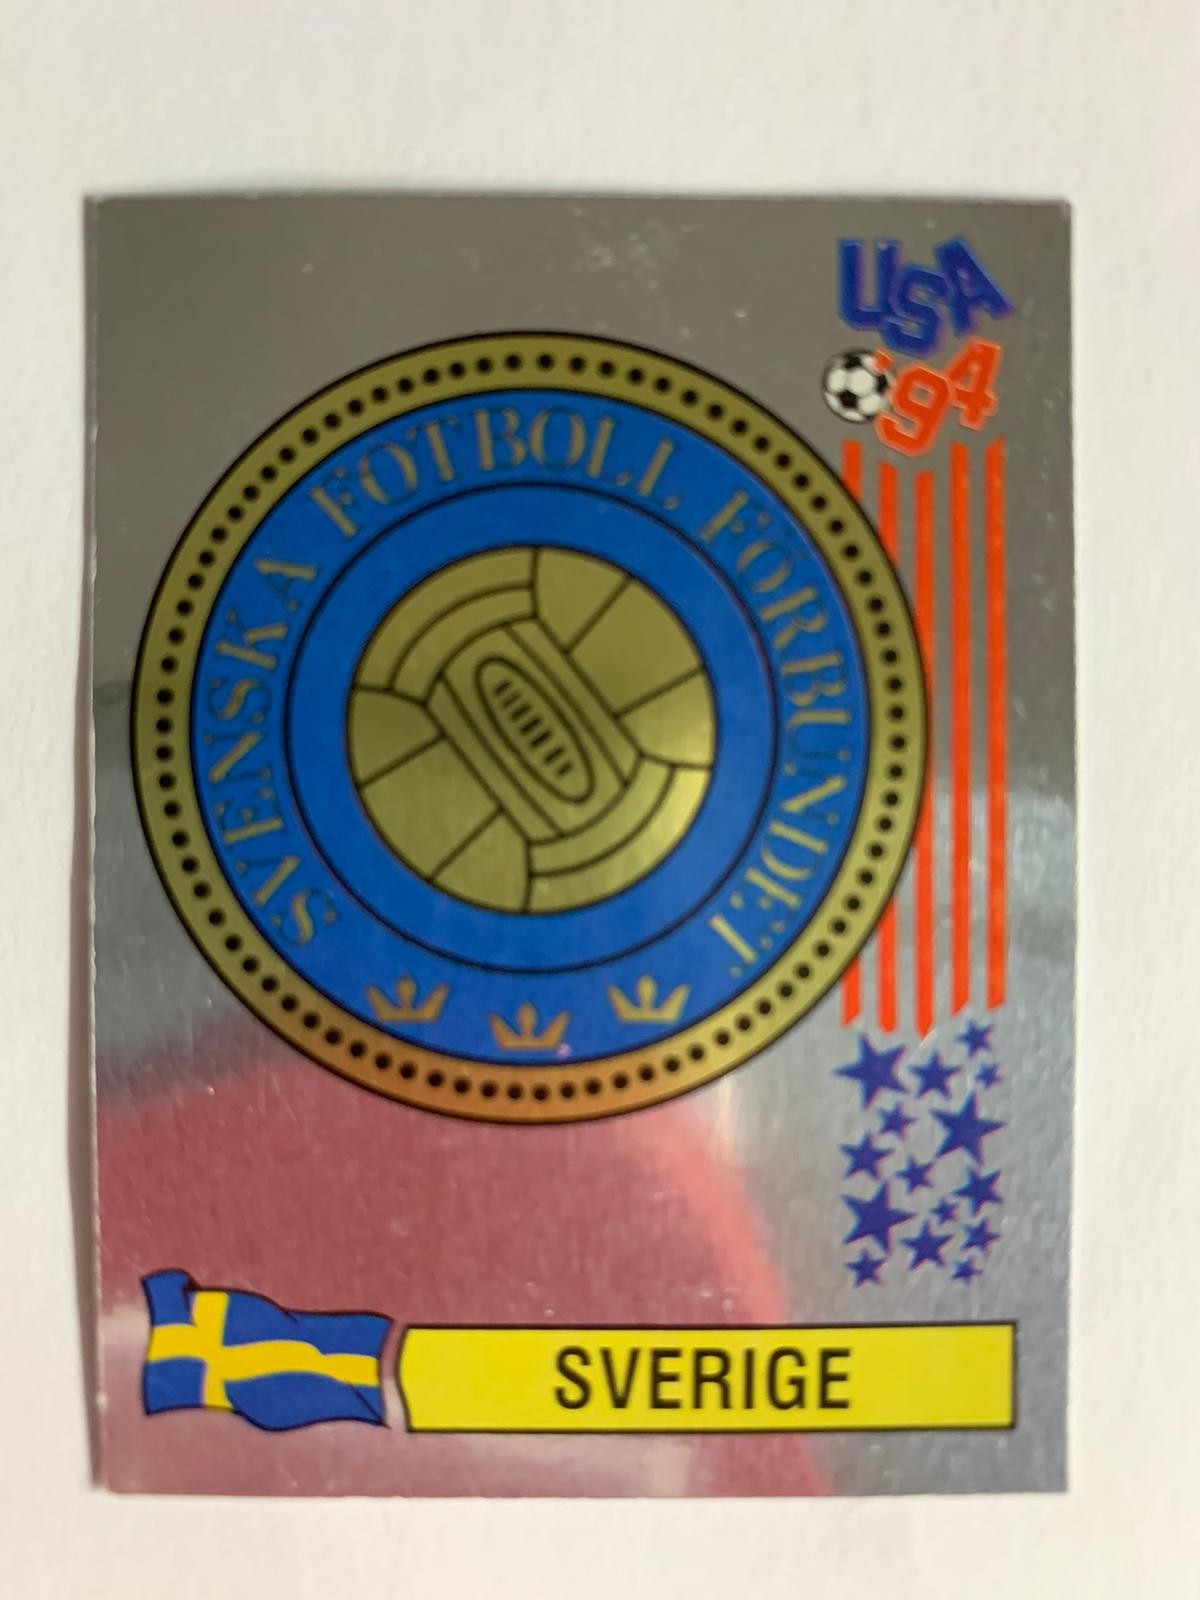 USA
'94
SVENSKA FOTBOLL FÖRBUNDET
SVERIGE